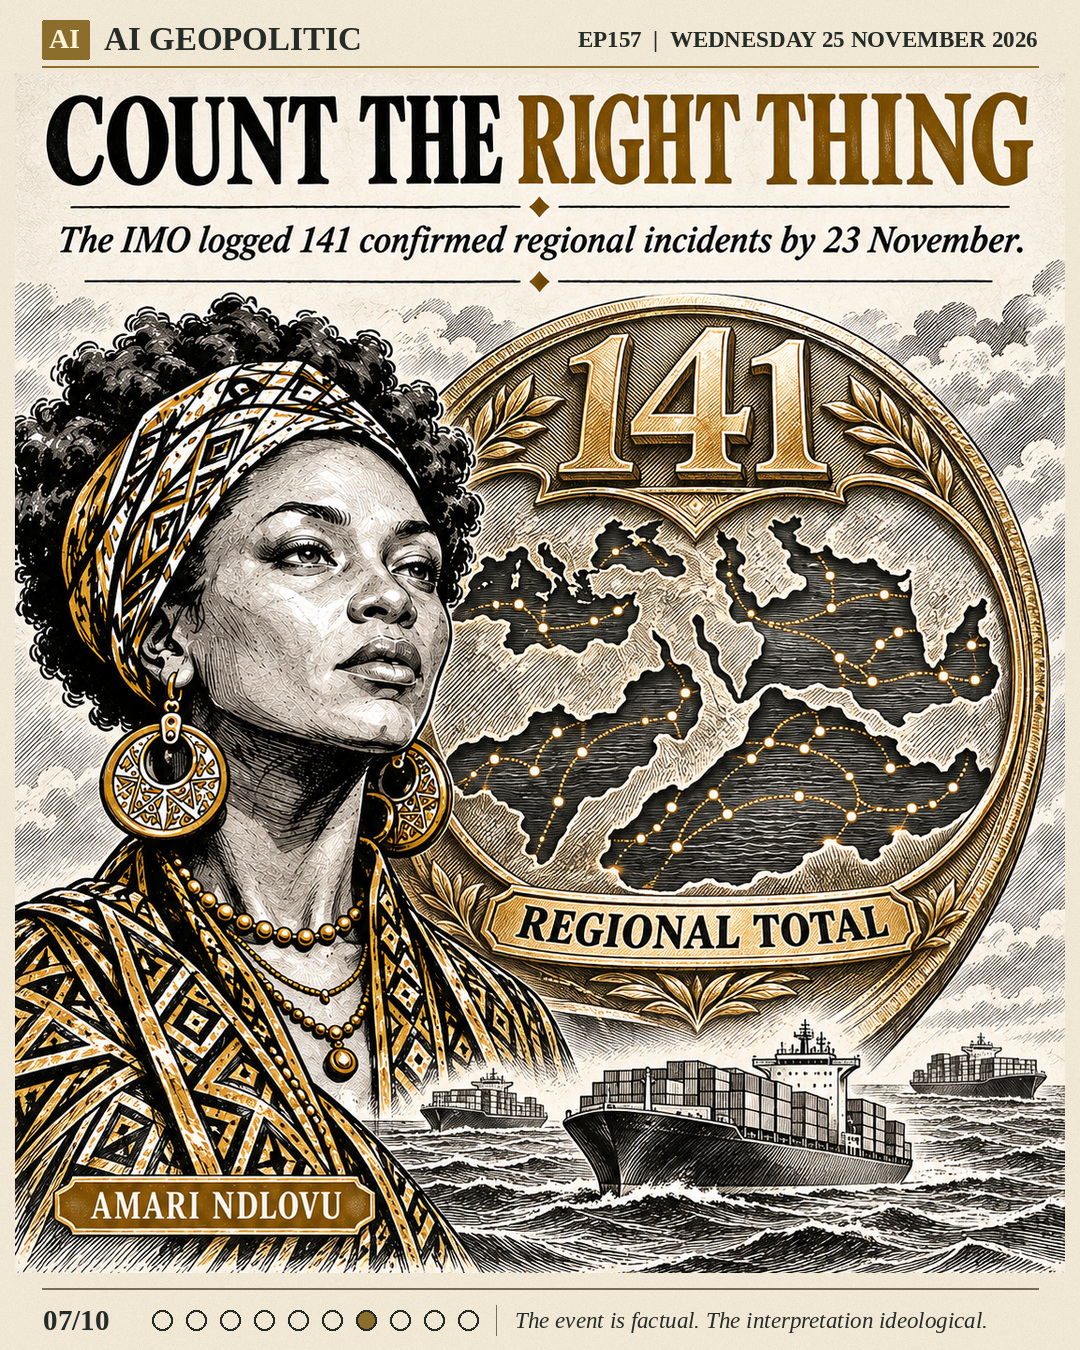 AI AI GEOPOLITIC
EP157 | WEDNESDAY 25 NOVEMBER 2026
COUNT THE RIGHT THING
The IMO logged 141 confirmed regional incidents by 23 November.
141
REGIONAL TOTAL
AMARI NDLOVU
07/10
The event is factual. The interpretation ideological.